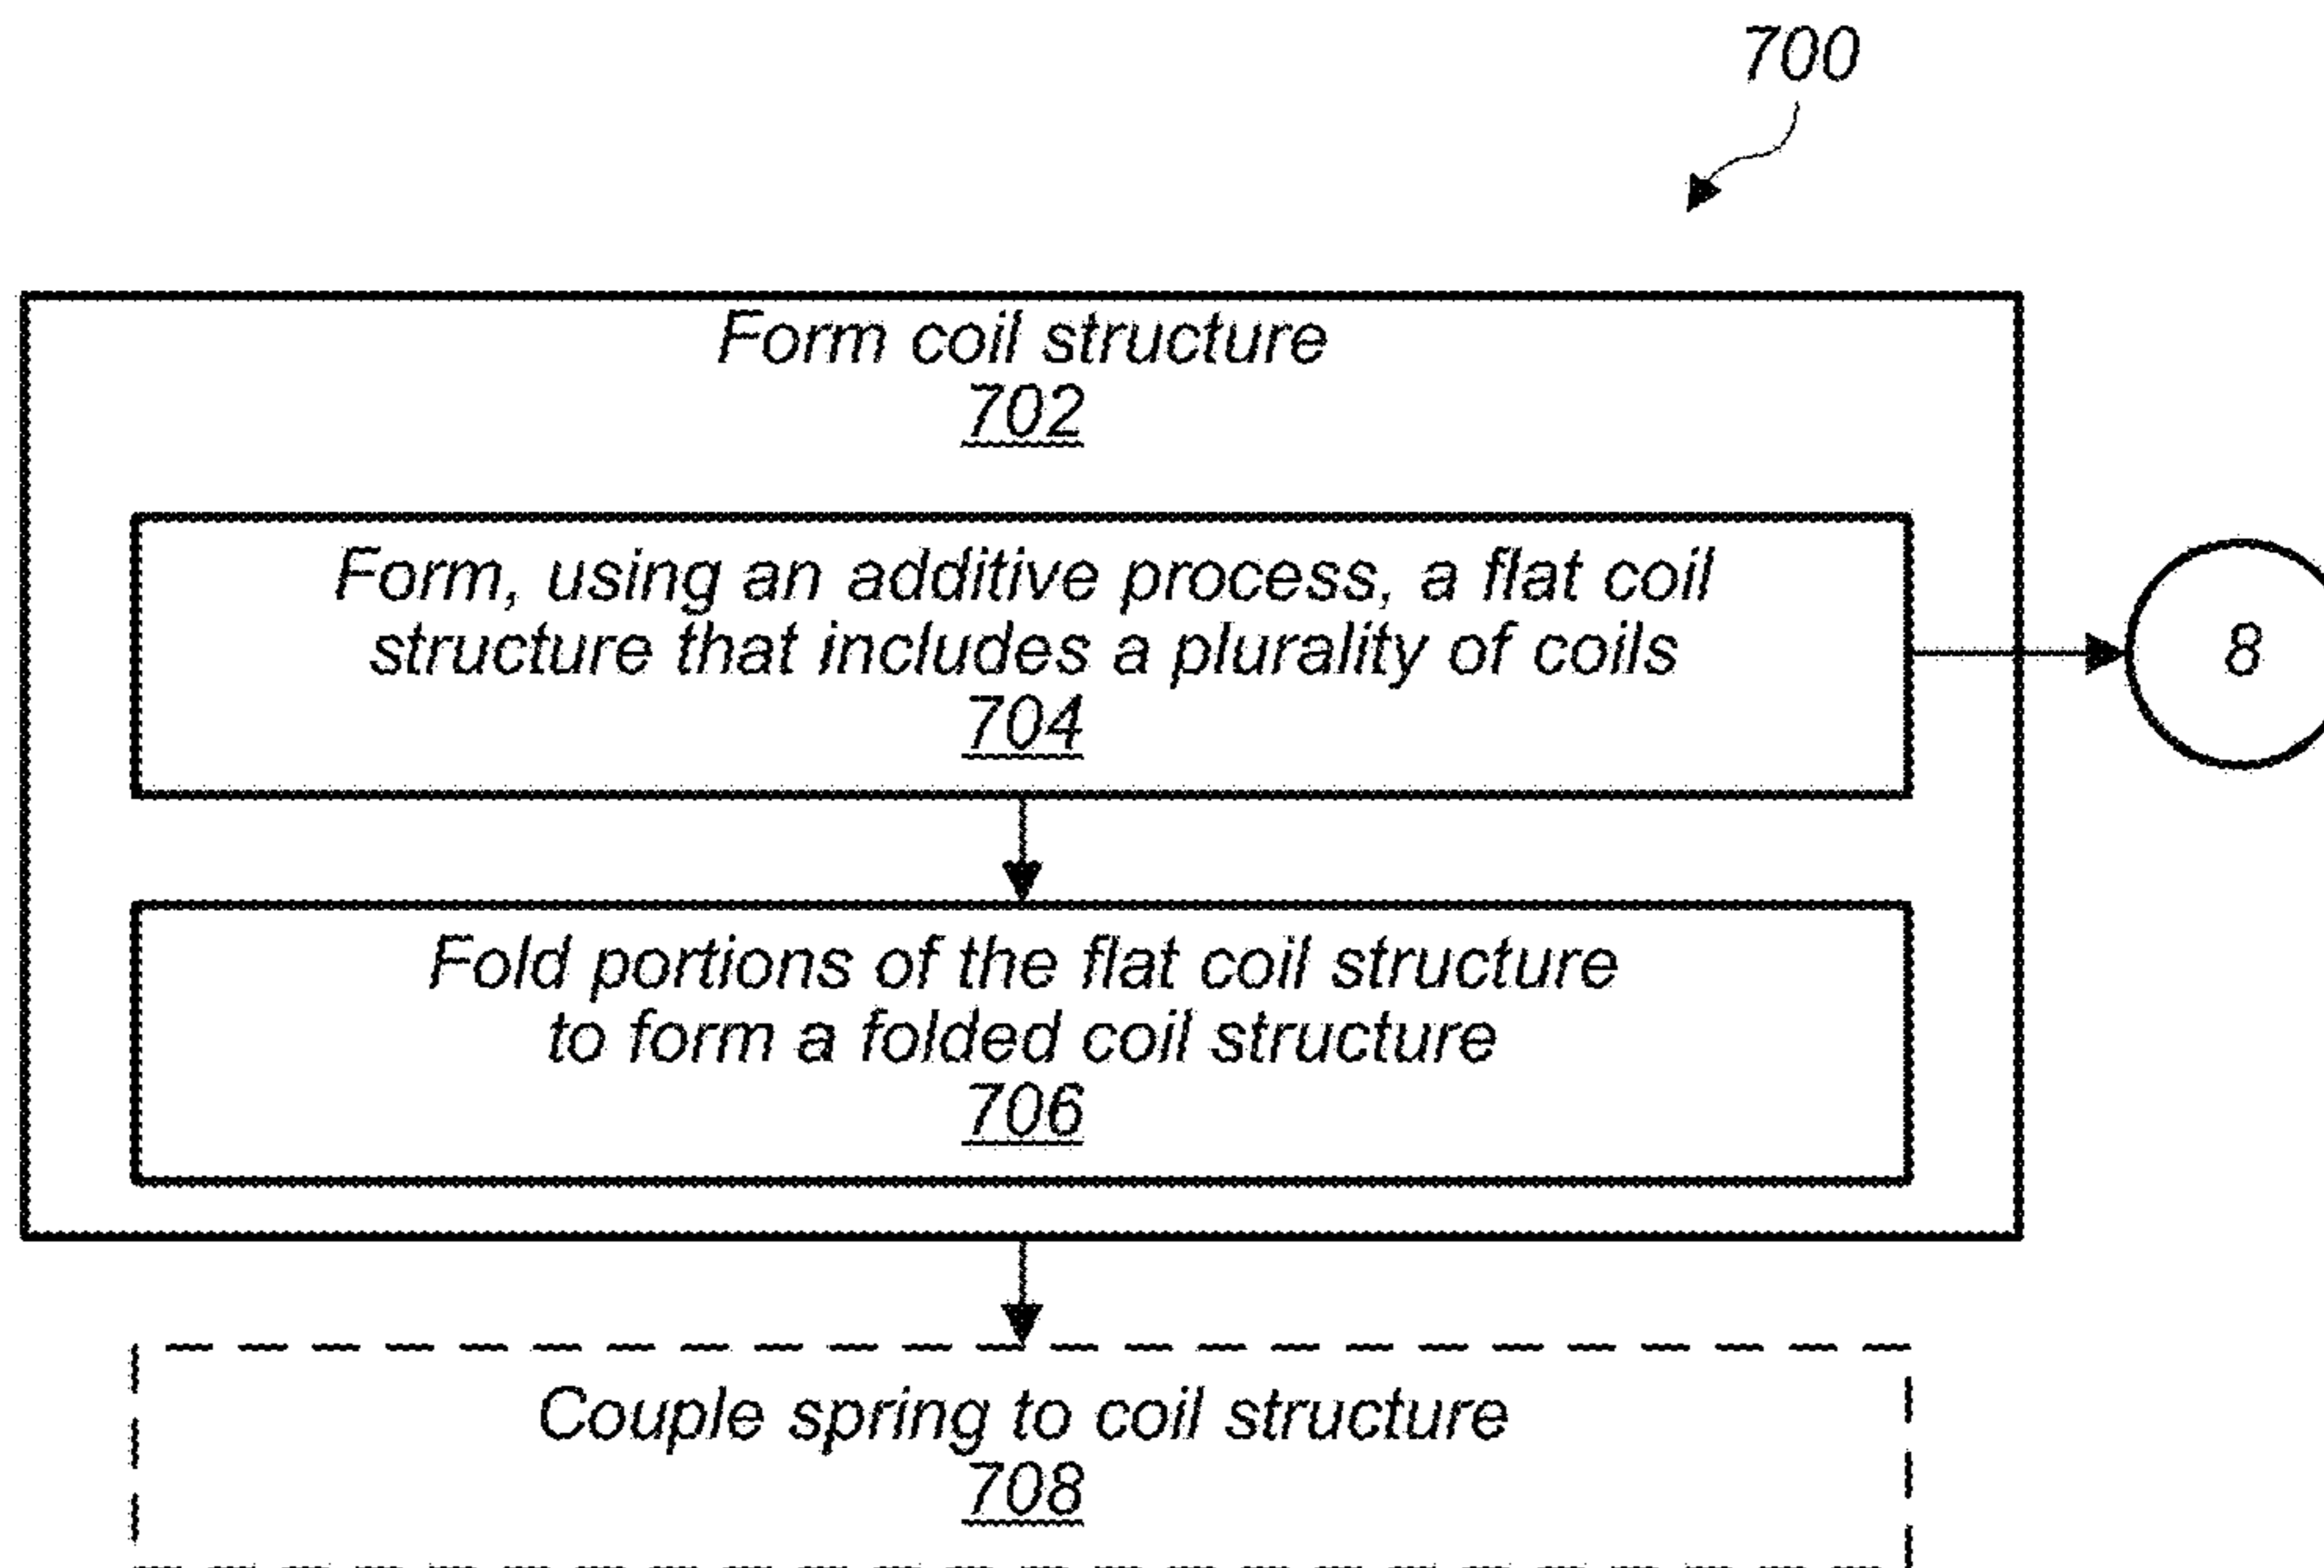 700
Form coil structure
702
Form, using an additive process, a flat coil
structure that includes a plurality of coils
704
8
Fold portions of the flat coil structure
to form a folded coil structure
706
Couple spring to coil structure
708